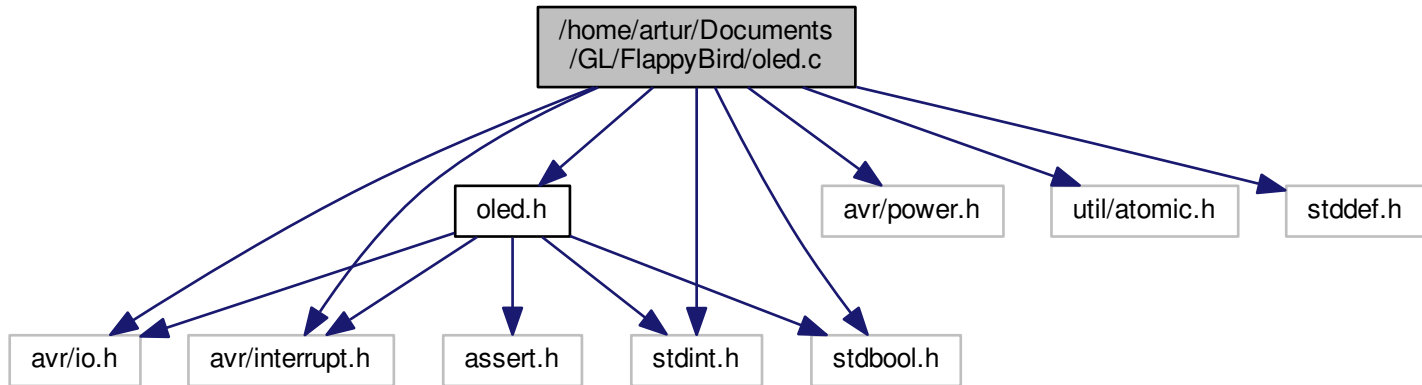 /home/artur/Documents
/GL/FlappyBird/oled.c
oled.h
avr/power.h
util/atomic.h
stddef.h
avr/io.h
avr/interrupt.h
assert.h
stdint.h
stdbool.h